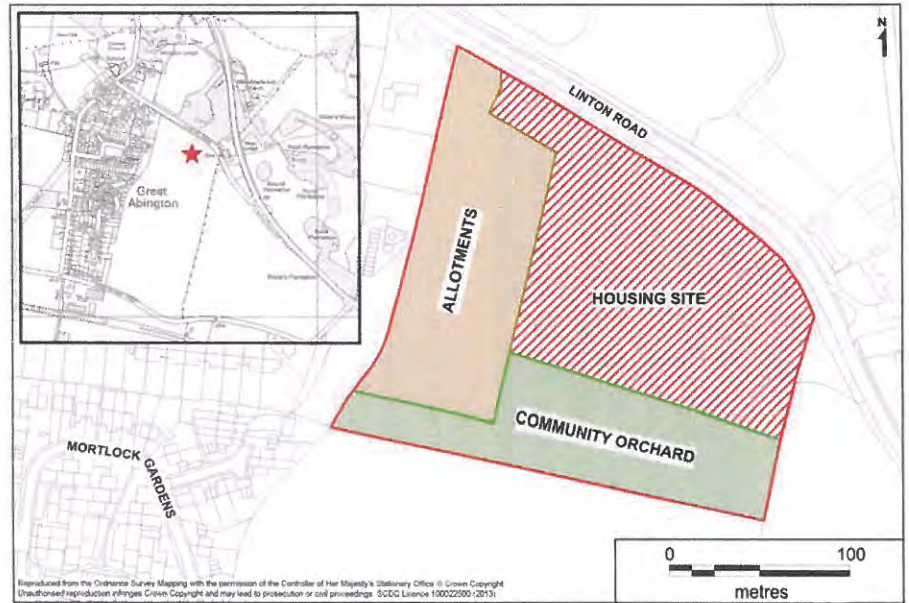 Great
Abington
N
LINTON ROAD
ALLOTMENTS
HOUSING SITE
COMMUNITY ORCHARD
MORTLOCK GARDENS
0 100
metres
Reproduced from the Ordnance Survey Mapping with the permission of the Controller of Her Majesty's Stationery Office © Crown Copyright
Unauthorised reproduction infringes Crown Copyright and may lead to prosecution or civil proceedings SCDC Licence 100022500 (2013)